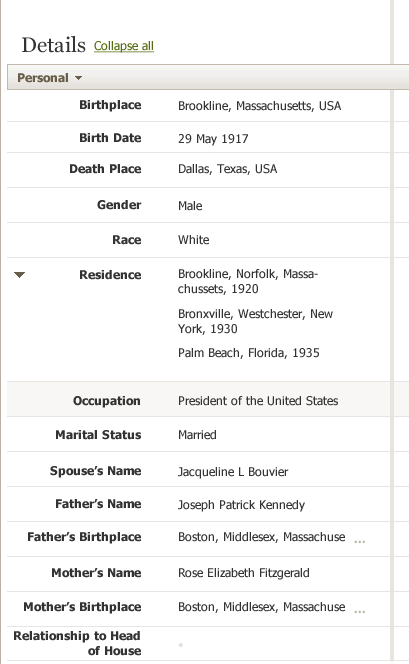 Details Collapse all
Personal
Birthplace Brookline, Massachusetts, USA
Birth Date 29 May 1917
Death Place Dallas, Texas, USA
Gender Male
Race White
Residence Brookline, Norfolk, Massa-
chussets, 1920
Bronxville, Westchester, New
York, 1930
Palm Beach, Florida, 1935
Occupation President of the United States
Marital Status Married
Spouse's Name Jacqueline L Bouvier
Father's Name Joseph Patrick Kennedy
Father's Birthplace Boston, Middlesex, Massachuse ...
Mother's Name Rose Elizabeth Fitzgerald
Mother's Birthplace Boston, Middlesex, Massachuse ...
Relationship to Head
of House